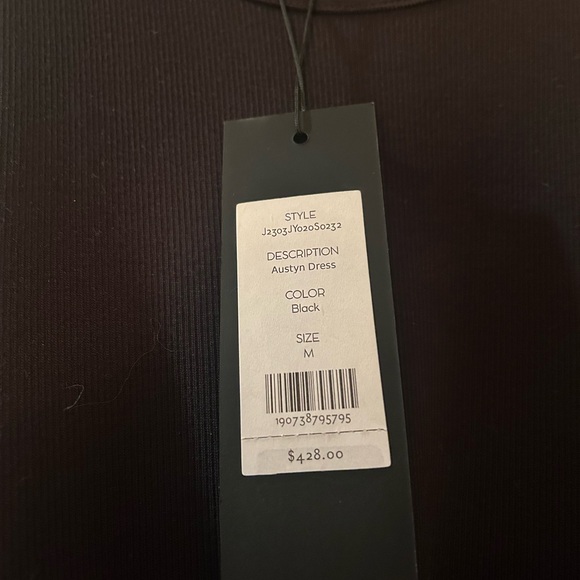 STYLE
J2303JY020S0232
DESCRIPTION
Austyn Dress
COLOR
Black
SIZE
M
190738795795
$428.00